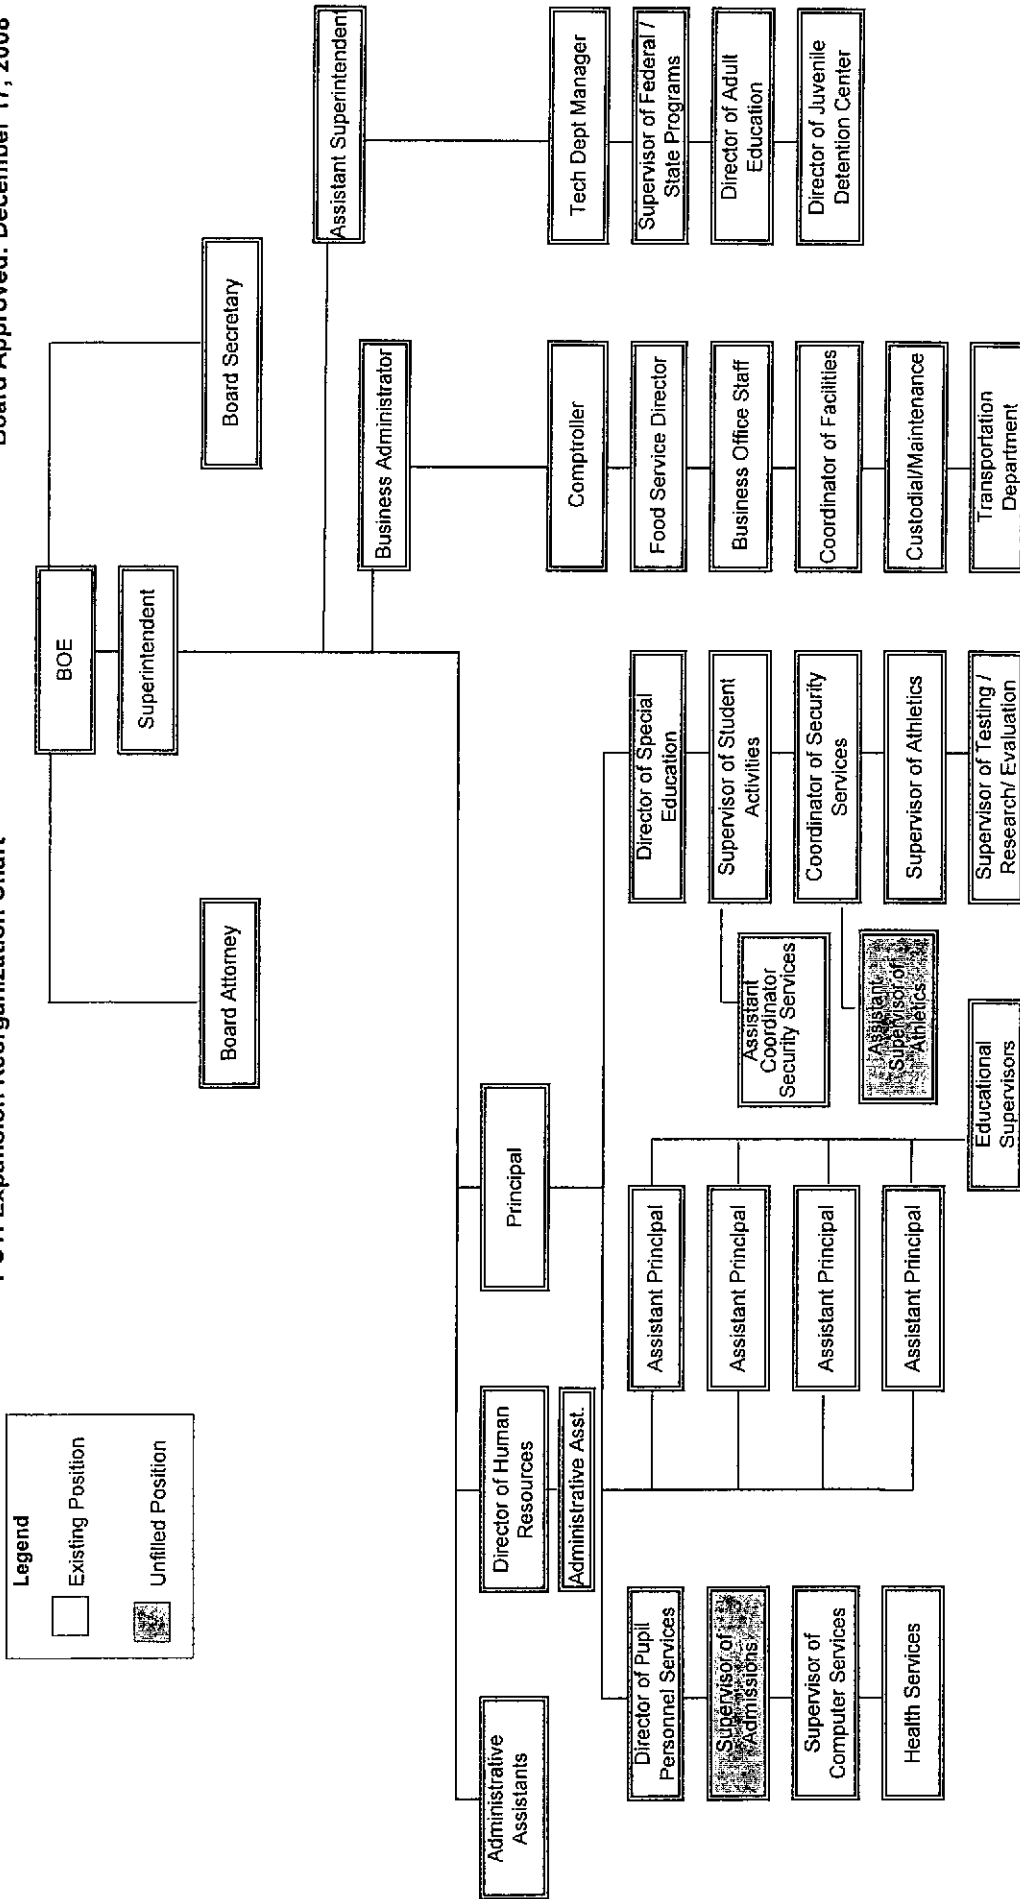 PCTI Expansion Reorganization Chart
Board Approved: December 17, 2008
Legend
Existing Position
Unfilled Position
BOE
Superintendent
Board Attorney
Board Secretary
Assistant Superintendent
Business Administrator
Administrative
Assistants
Director of Human
Resources
Administrative Asst.
Principal
Comptroller
Food Service Director
Business Office Staff
Coordinator of Facilities
Custodial/Maintenance
Transportation
Department
Tech Dept Manager
Supervisor of Federal /
State Programs
Director of Adult
Education
Director of Juvenile
Detention Center
Director of Pupil
Personnel Services
Supervisor of
Admissions
Supervisor of
Computer Services
Health Services
Assistant Principal
Assistant Principal
Assistant Principal
Assistant Principal
Educational
Supervisors
Director of Special
Education
Supervisor of Student
Activities
Assistant
Coordinator
Security Services
Coordinator of Security
Services
Assistant
Supervisor of
Athletics
Supervisor of Athletics
Supervisor of Testing /
Research/ Evaluation